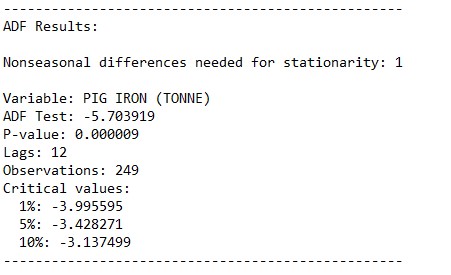 -----------------------------------------------------
ADF Results:
Nonseasonal differences needed for stationarity: 1
Variable: PIG IRON (TONNE)
ADF Test: -5.703919
P-value: 0.000009
Lags: 12
Observations: 249
Critical values:
  1%: -3.995595
  5%: -3.428271
  10%: -3.137499
-----------------------------------------------------